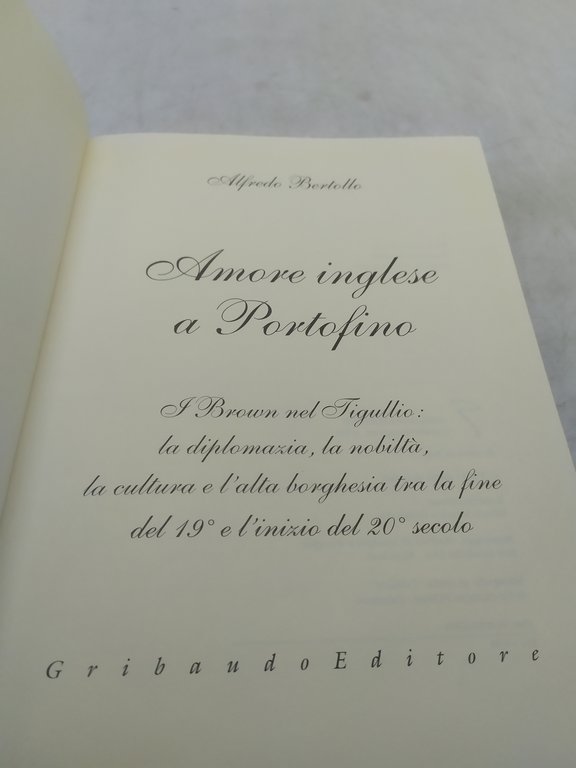 Alfredo Bertollo
Amore inglese
a Portofino
I Brown nel Tigullio:
la diplomazia, la nobiltà,
la cultura e l'alta borghesia tra la fine
del 19° e l'inizio del 20° secolo
Gribaudo Editore